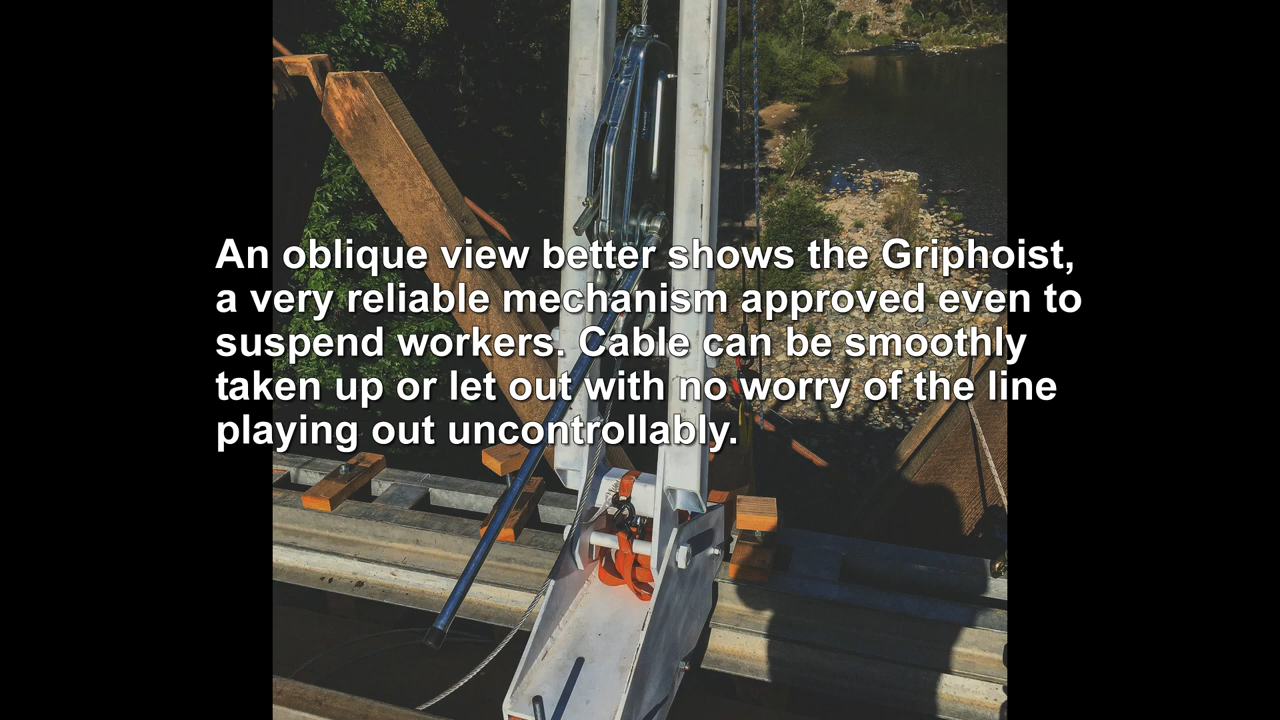 An oblique view better shows the Griphoist,
a very reliable mechanism approved even to
suspend workers. Cable can be smoothly
taken up or let out with no worry of the line
playing out uncontrollably.